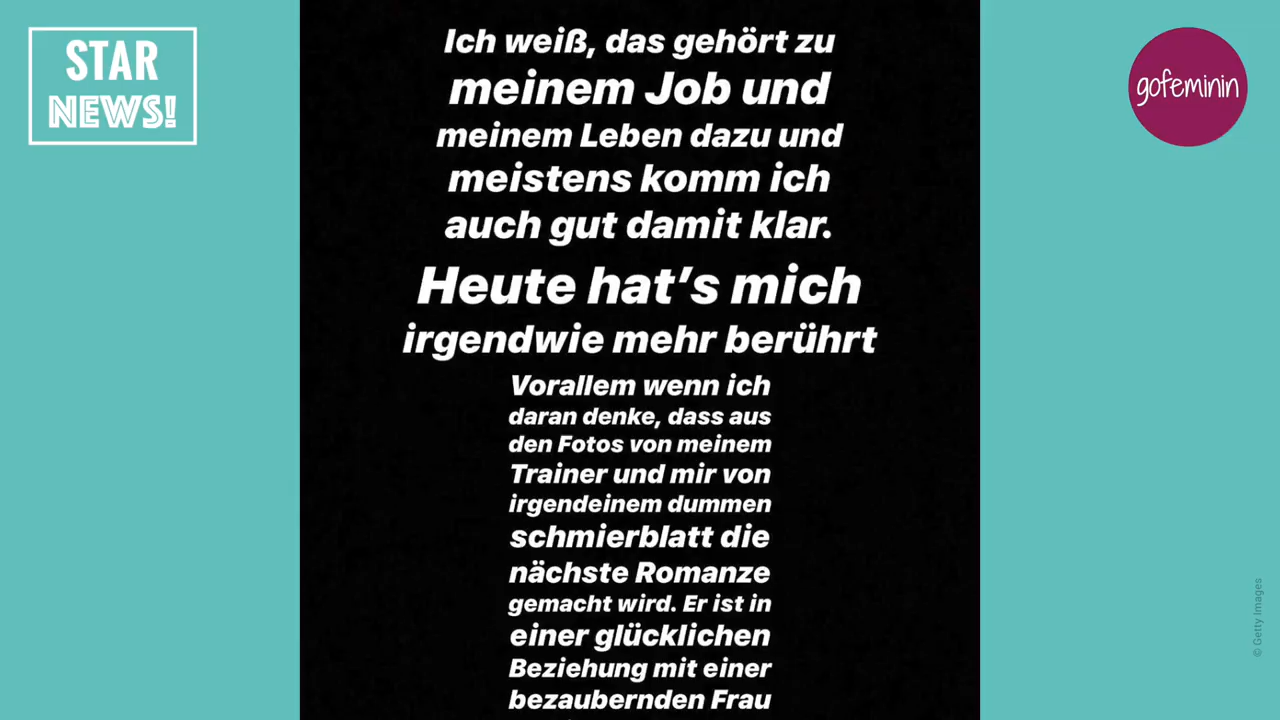 STAR
NEWS!
gofeminin
Ich weiß, das gehört zu
meinem Job und
meinem Leben dazu und
meistens komm ich
auch gut damit klar.
Heute hat's mich
irgendwie mehr berührt
Vorallem wenn ich
daran denke, dass aus
den Fotos von meinem
Trainer und mir von
irgendeinem dummen
schmierblatt die
nächste Romanze
gemacht wird. Er ist in
einer glücklichen
Beziehung mit einer
bezaubernden Frau
© Getty Images